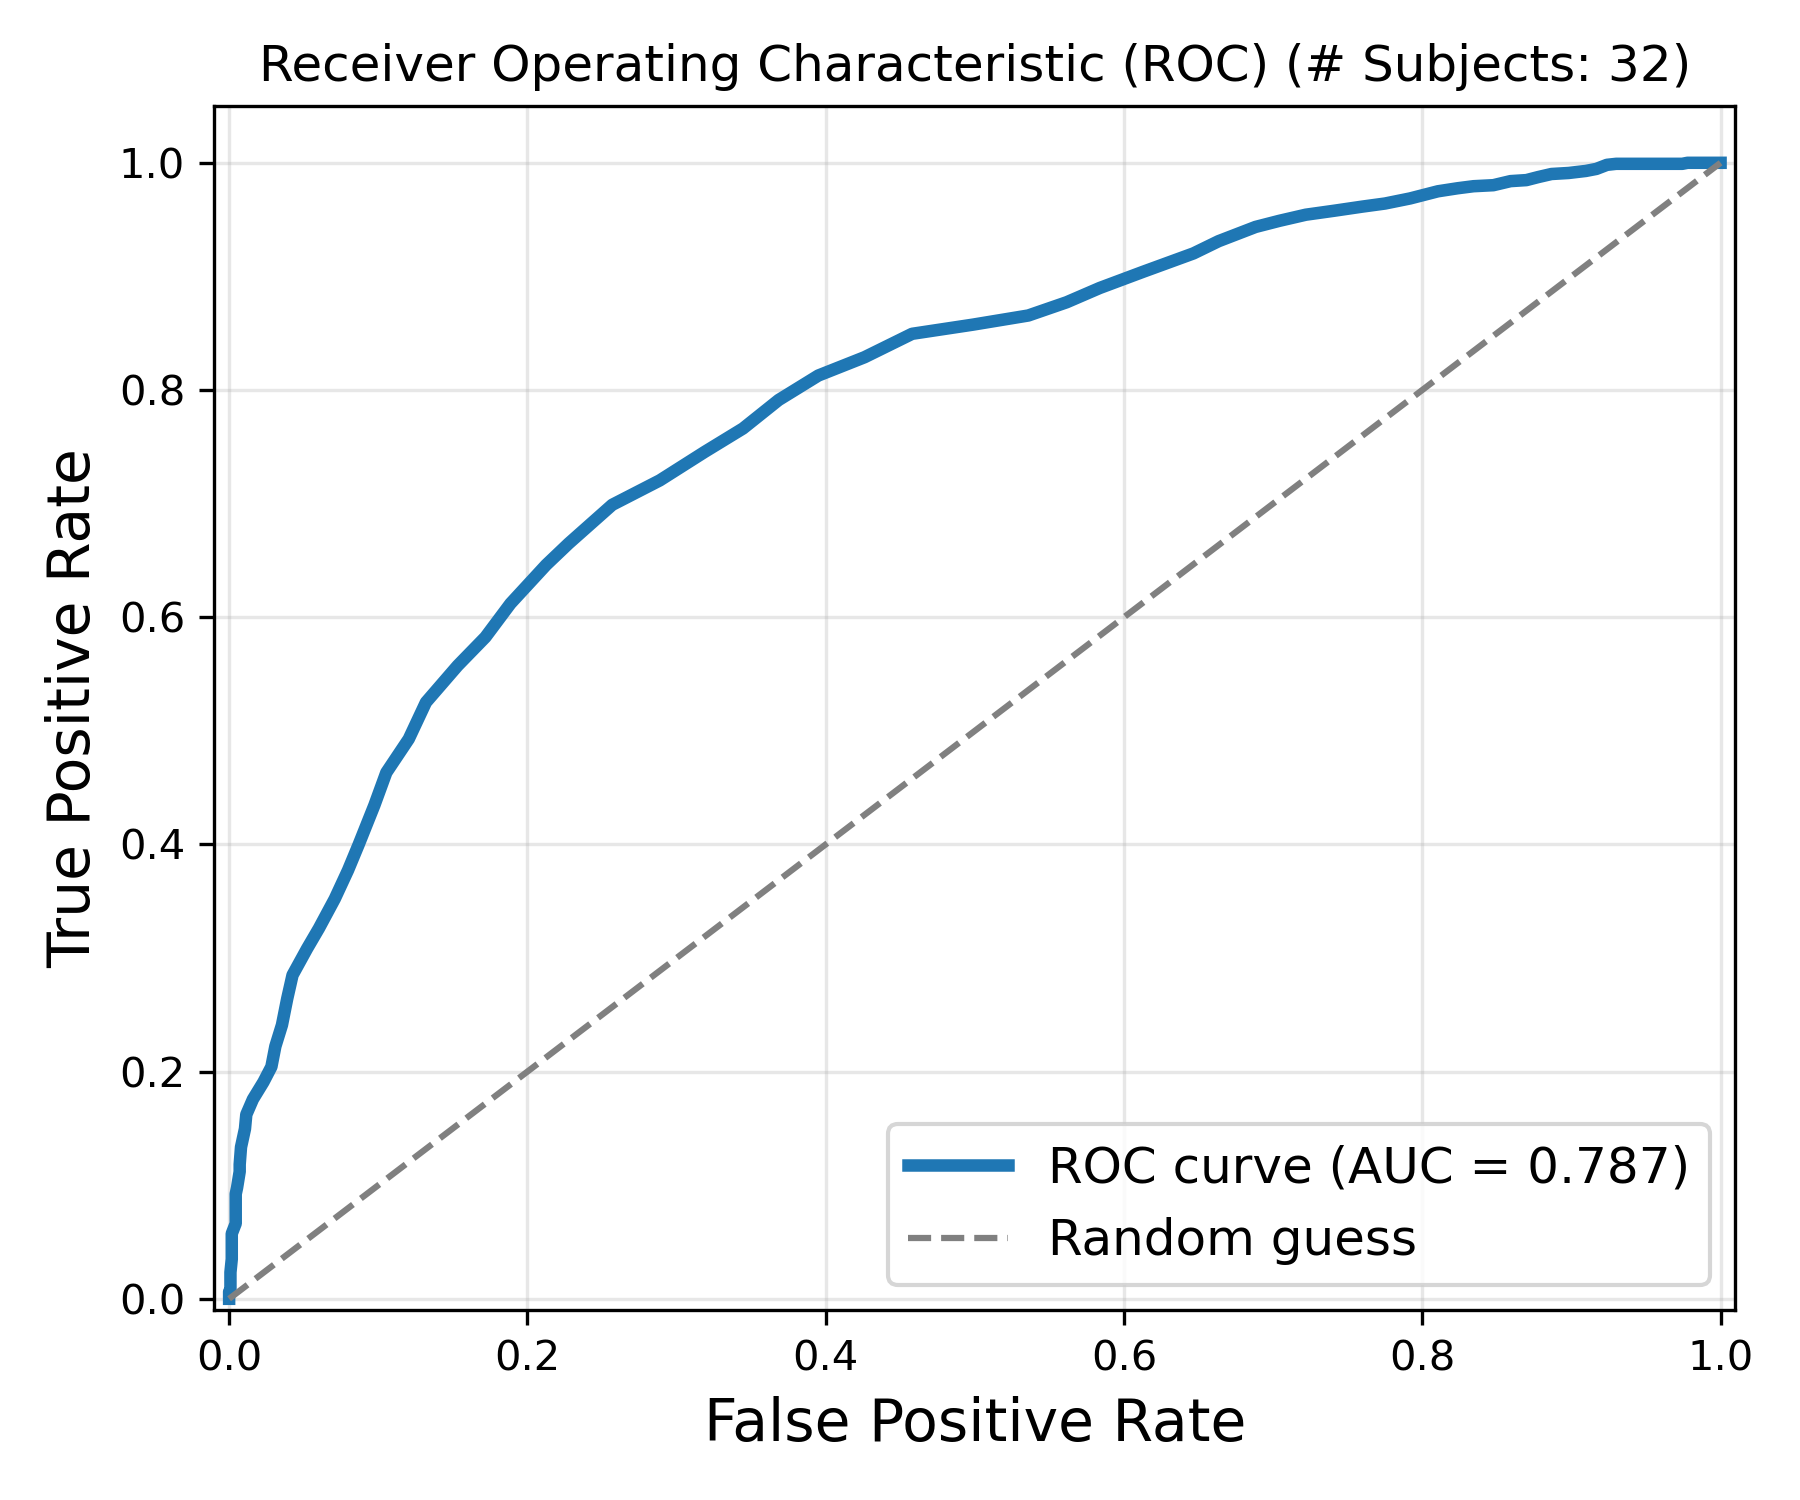 Receiver Operating Characteristic (ROC) (# Subjects: 32)
True Positive Rate
1.0
0.8
0.6
0.4
0.2
0.0
ROC curve (AUC = 0.787)
Random guess
0.0 0.2 0.4 0.6 0.8 1.0
False Positive Rate